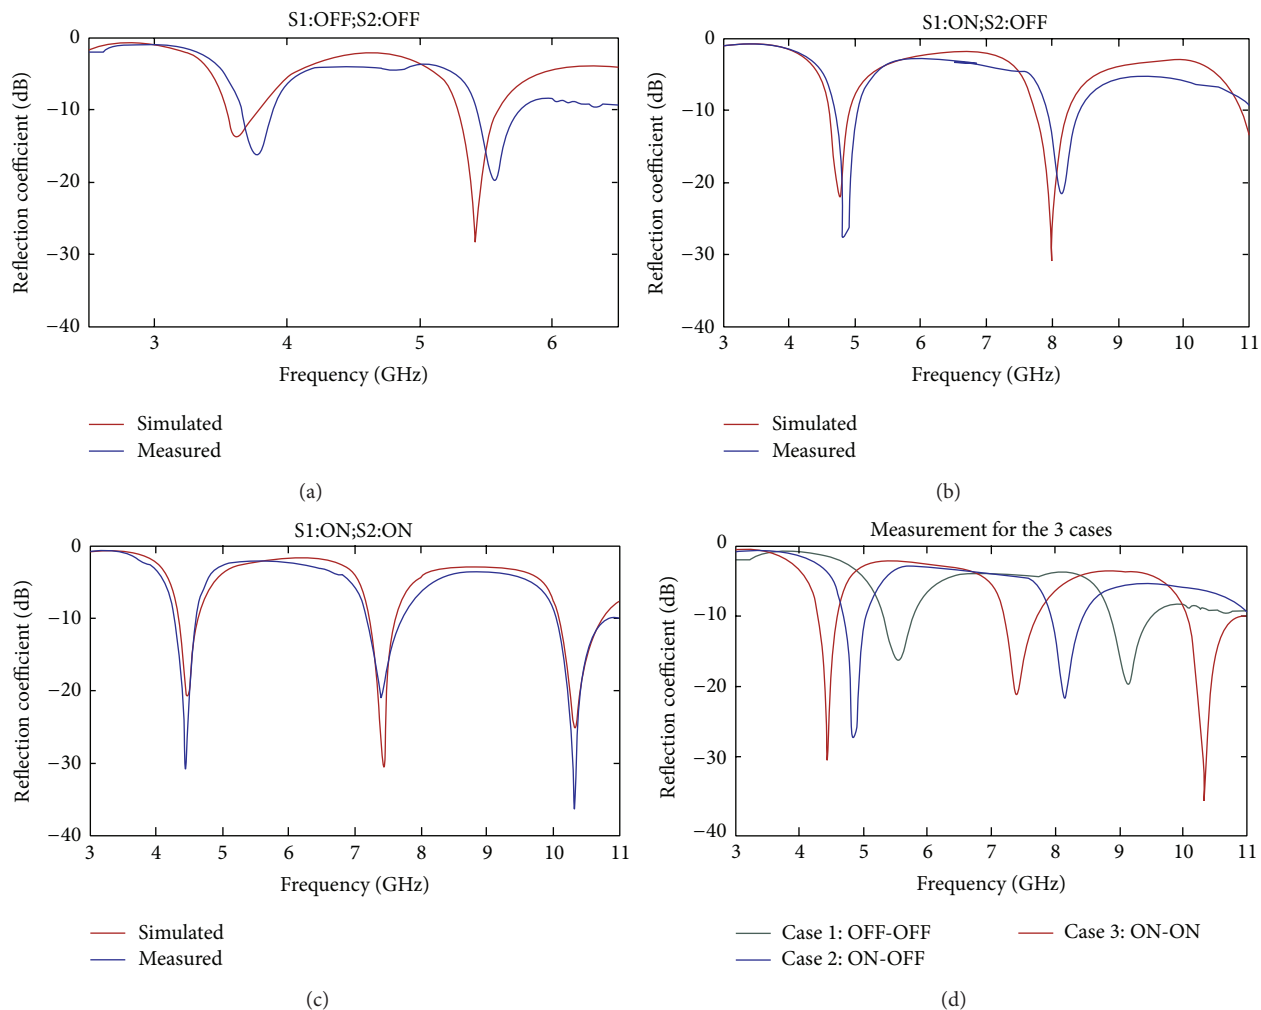 S1:OFF;S2:OFF
Reflection coefficient (dB)
0
−10
−20
−30
−40
3 4 5 6
Frequency (GHz)
Simulated
Measured
(a)
S1:ON;S2:OFF
Reflection coefficient (dB)
0
−10
−20
−30
−40
3 4 5 6 7 8 9 10 11
Frequency (GHz)
Simulated
Measured
(b)
S1:ON;S2:ON
Reflection coefficient (dB)
0
−10
−20
−30
−40
3 4 5 6 7 8 9 10 11
Frequency (GHz)
Simulated
Measured
(c)
Measurement for the 3 cases
Reflection coefficient (dB)
0
−10
−20
−30
−40
3 4 5 6 7 8 9 10 11
Frequency (GHz)
Case 1: OFF-OFF
Case 2: ON-OFF
Case 3: ON-ON
(d)